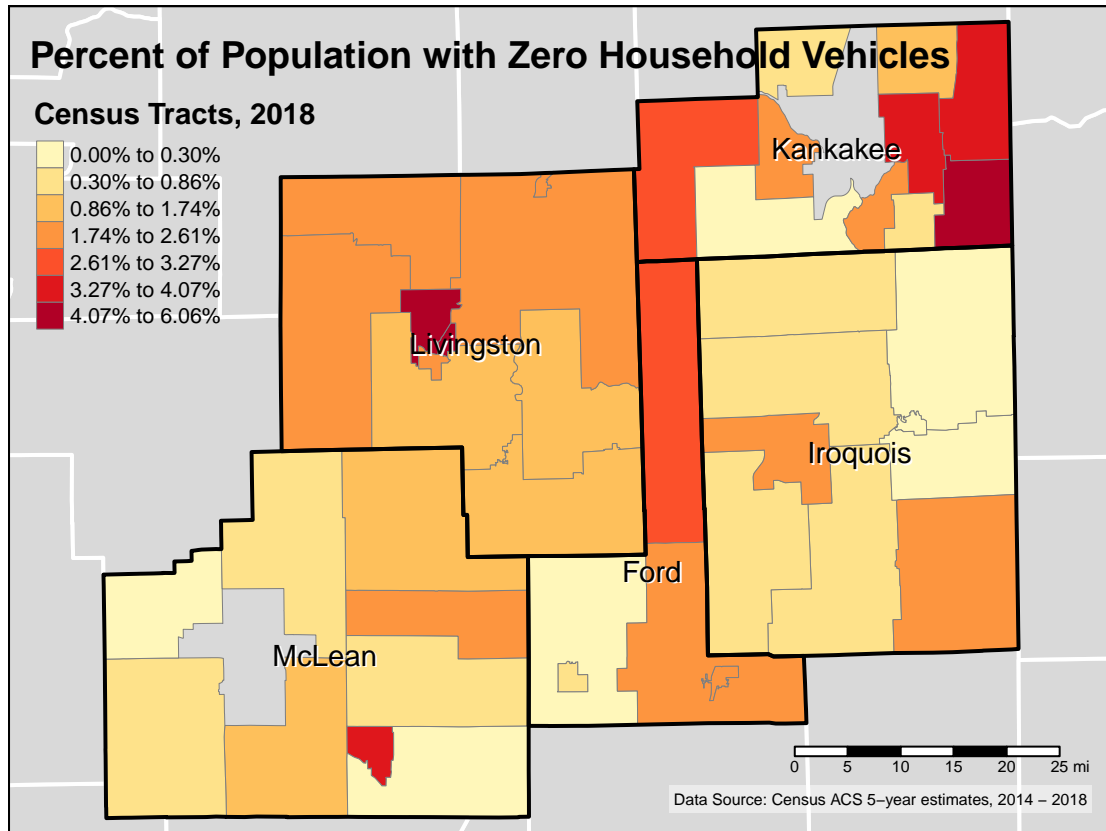 Percent of Population with Zero Household Vehicles
Census Tracts, 2018
0.00% to 0.30%
0.30% to 0.86%
0.86% to 1.74%
1.74% to 2.61%
2.61% to 3.27%
3.27% to 4.07%
4.07% to 6.06%
Kankakee
Livingston
Iroquois
Ford
McLean
0 5 10 15 20 25 mi
Data Source: Census ACS 5−year estimates, 2014 − 2018